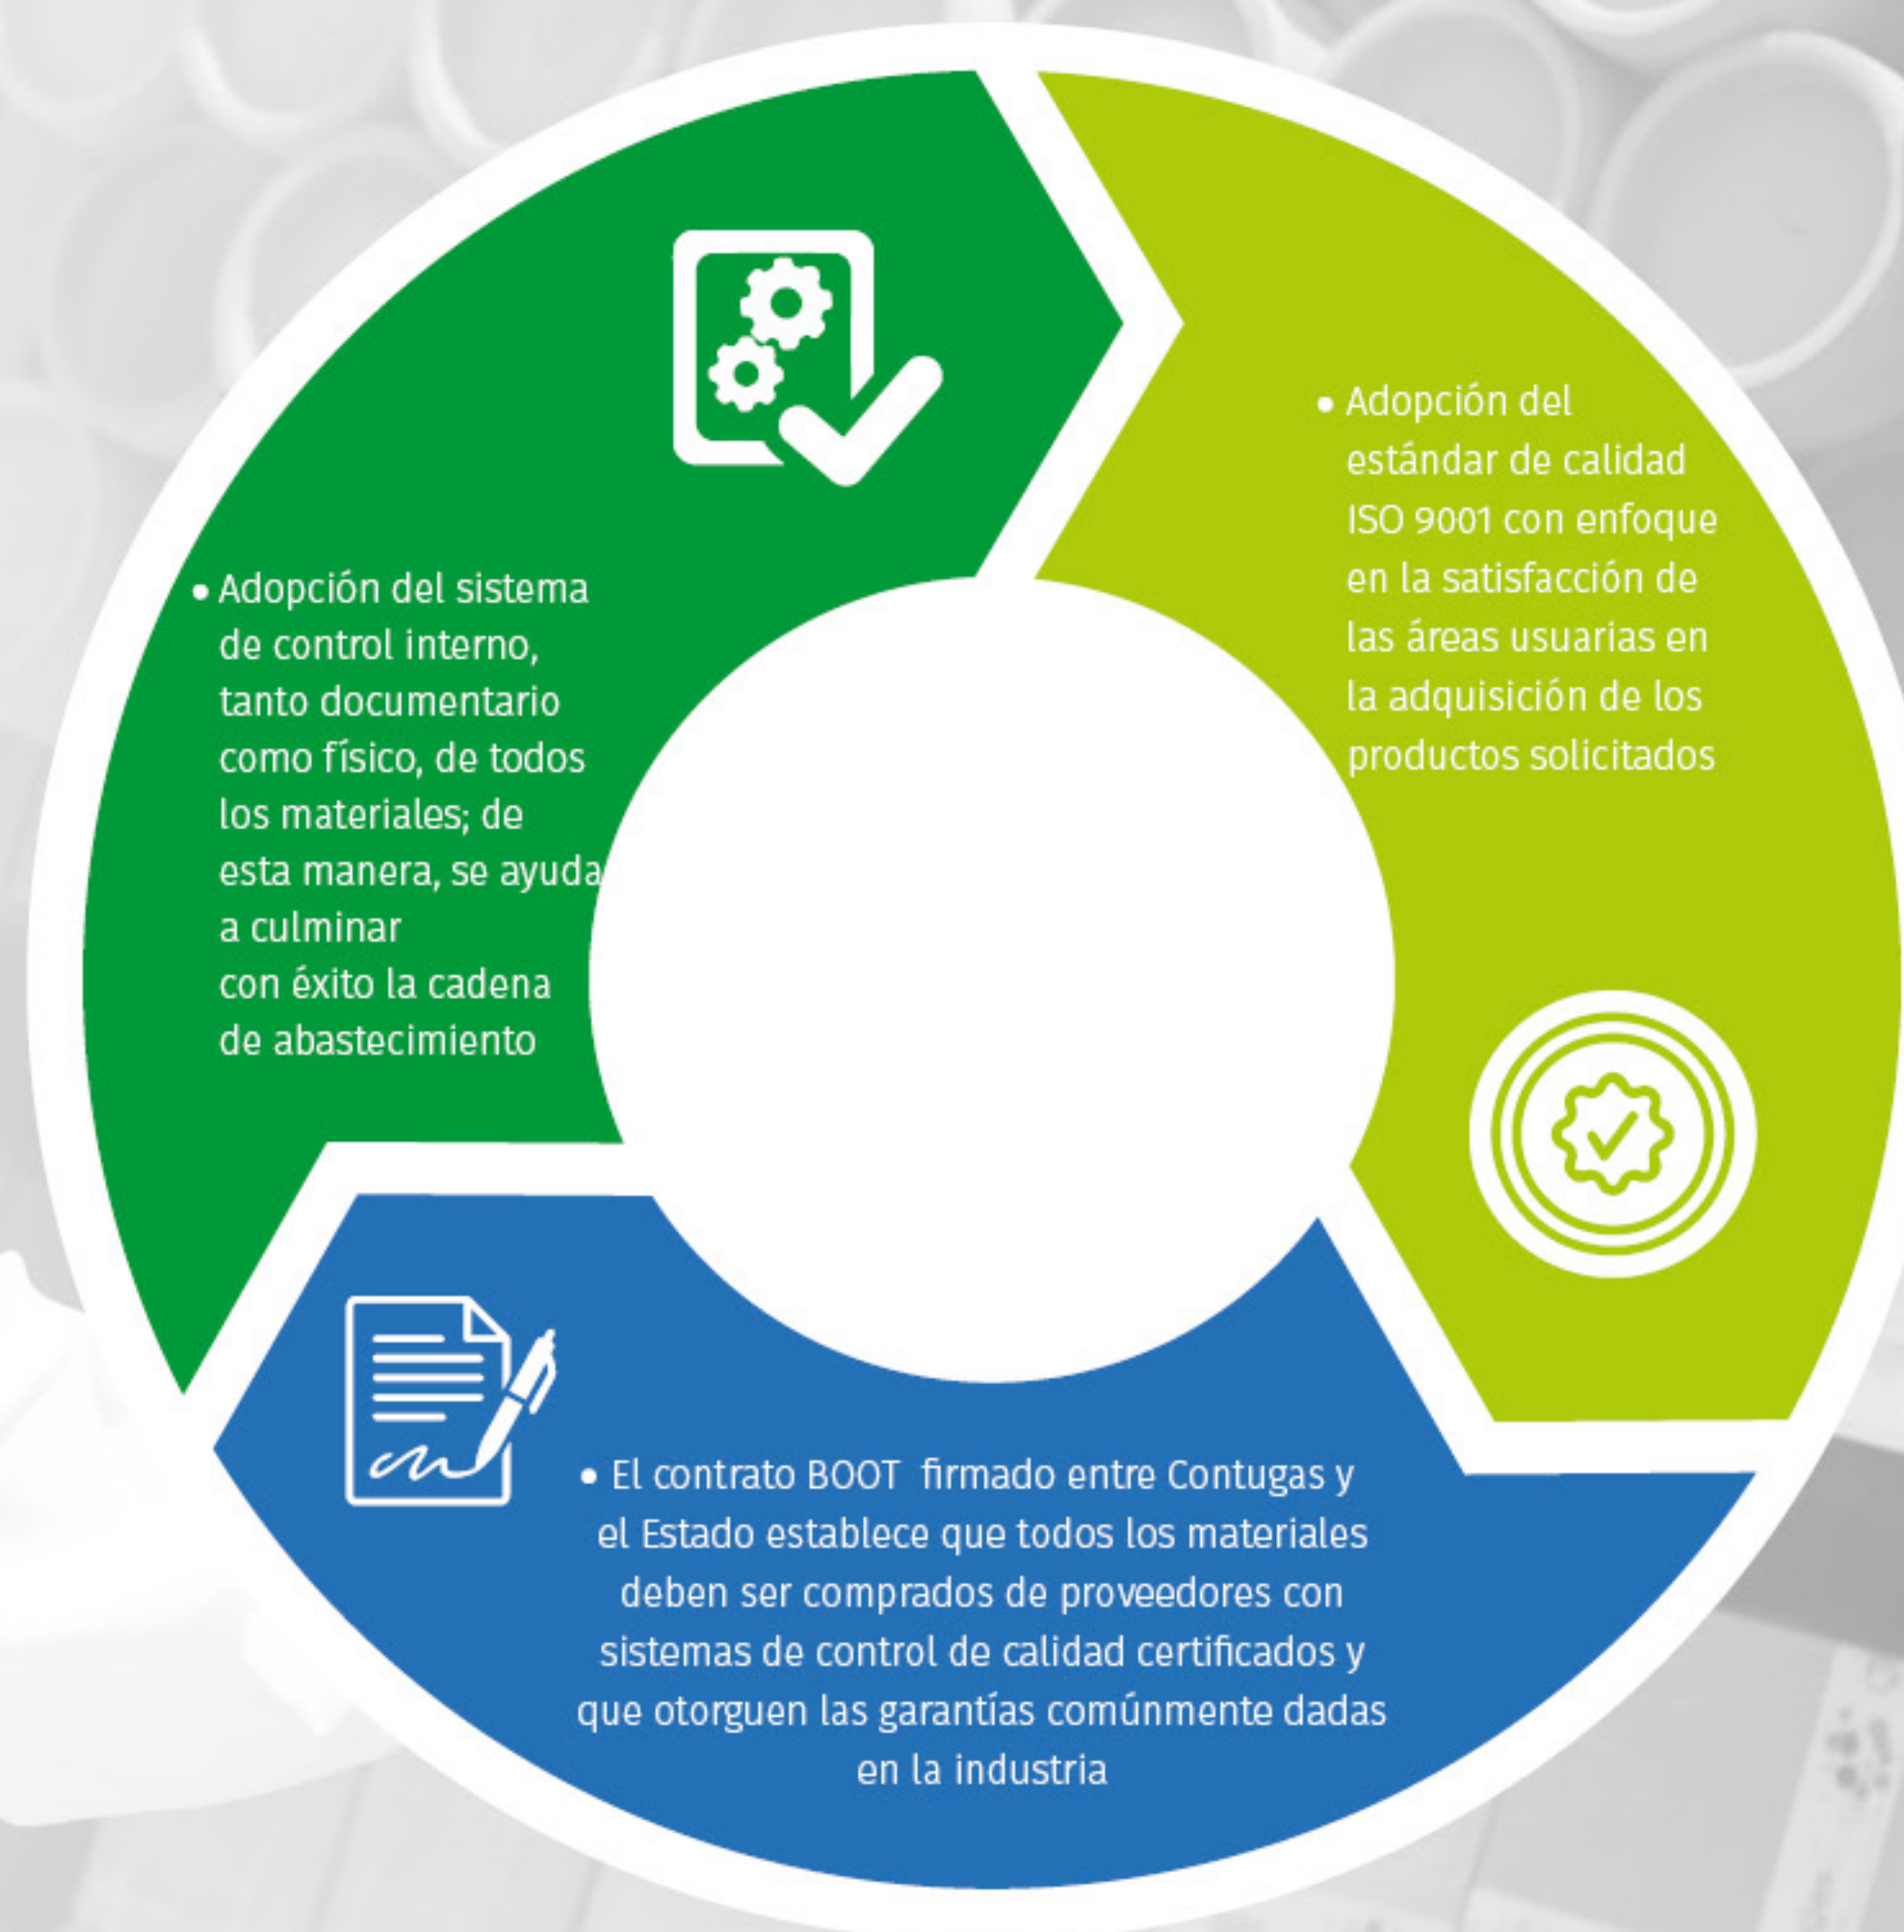 • Adopción del sistema
de control interno,
tanto documentario
como físico, de todos
los materiales; de
esta manera, se ayuda
a culminar
con éxito la cadena
de abastecimiento
• Adopción del
estándar de calidad
ISO 9001 con enfoque
en la satisfacción de
las áreas usuarias en
la adquisición de los
productos solicitados
• El contrato BOOT firmado entre Contugas y
el Estado establece que todos los materiales
deben ser comprados de proveedores con
sistemas de control de calidad certificados y
que otorguen las garantías comúnmente dadas
en la industria